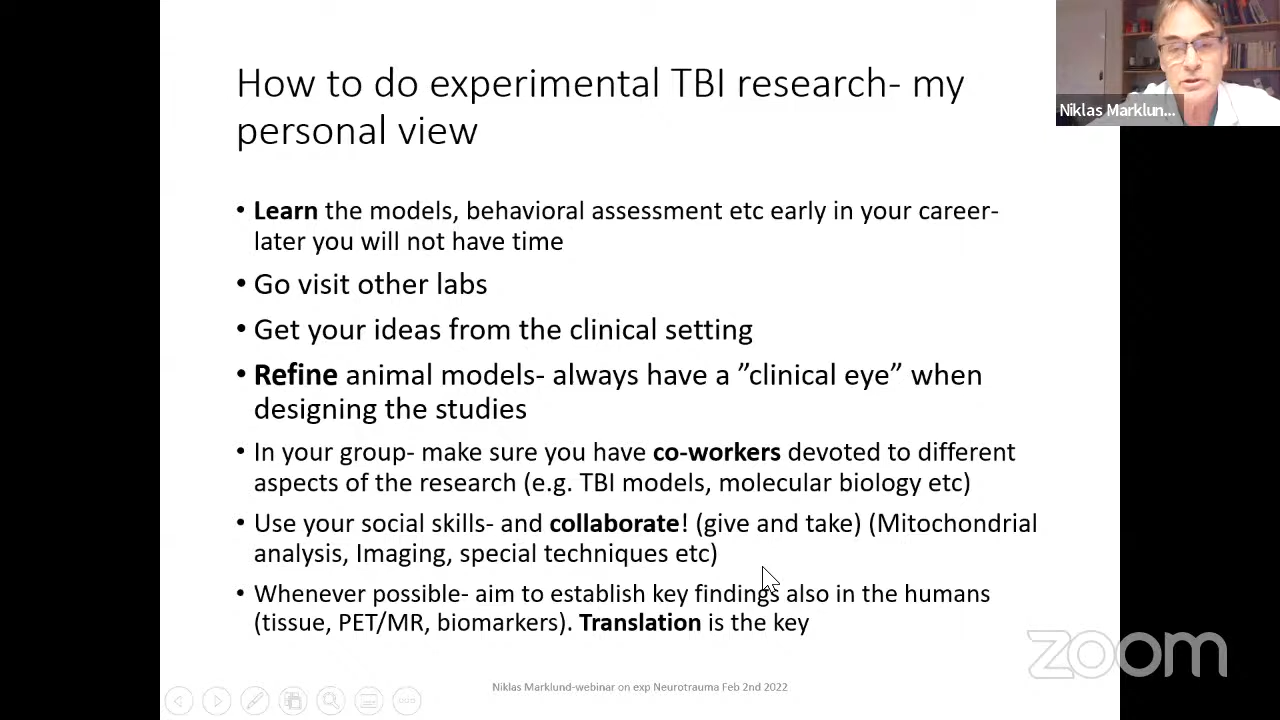 How to do experimental TBI research- my
personal view
Niklas Marklun...
• Learn the models, behavioral assessment etc early in your career-
later you will not have time
• Go visit other labs
• Get your ideas from the clinical setting
• Refine animal models- always have a ”clinical eye” when
designing the studies
• In your group- make sure you have co-workers devoted to different
aspects of the research (e.g. TBI models, molecular biology etc)
• Use your social skills- and collaborate! (give and take) (Mitochondrial
analysis, Imaging, special techniques etc)
• Whenever possible- aim to establish key findings also in the humans
(tissue, PET/MR, biomarkers). Translation is the key
zoom
Niklas Marklund-webinar on exp Neurotrauma Feb 2nd 2022